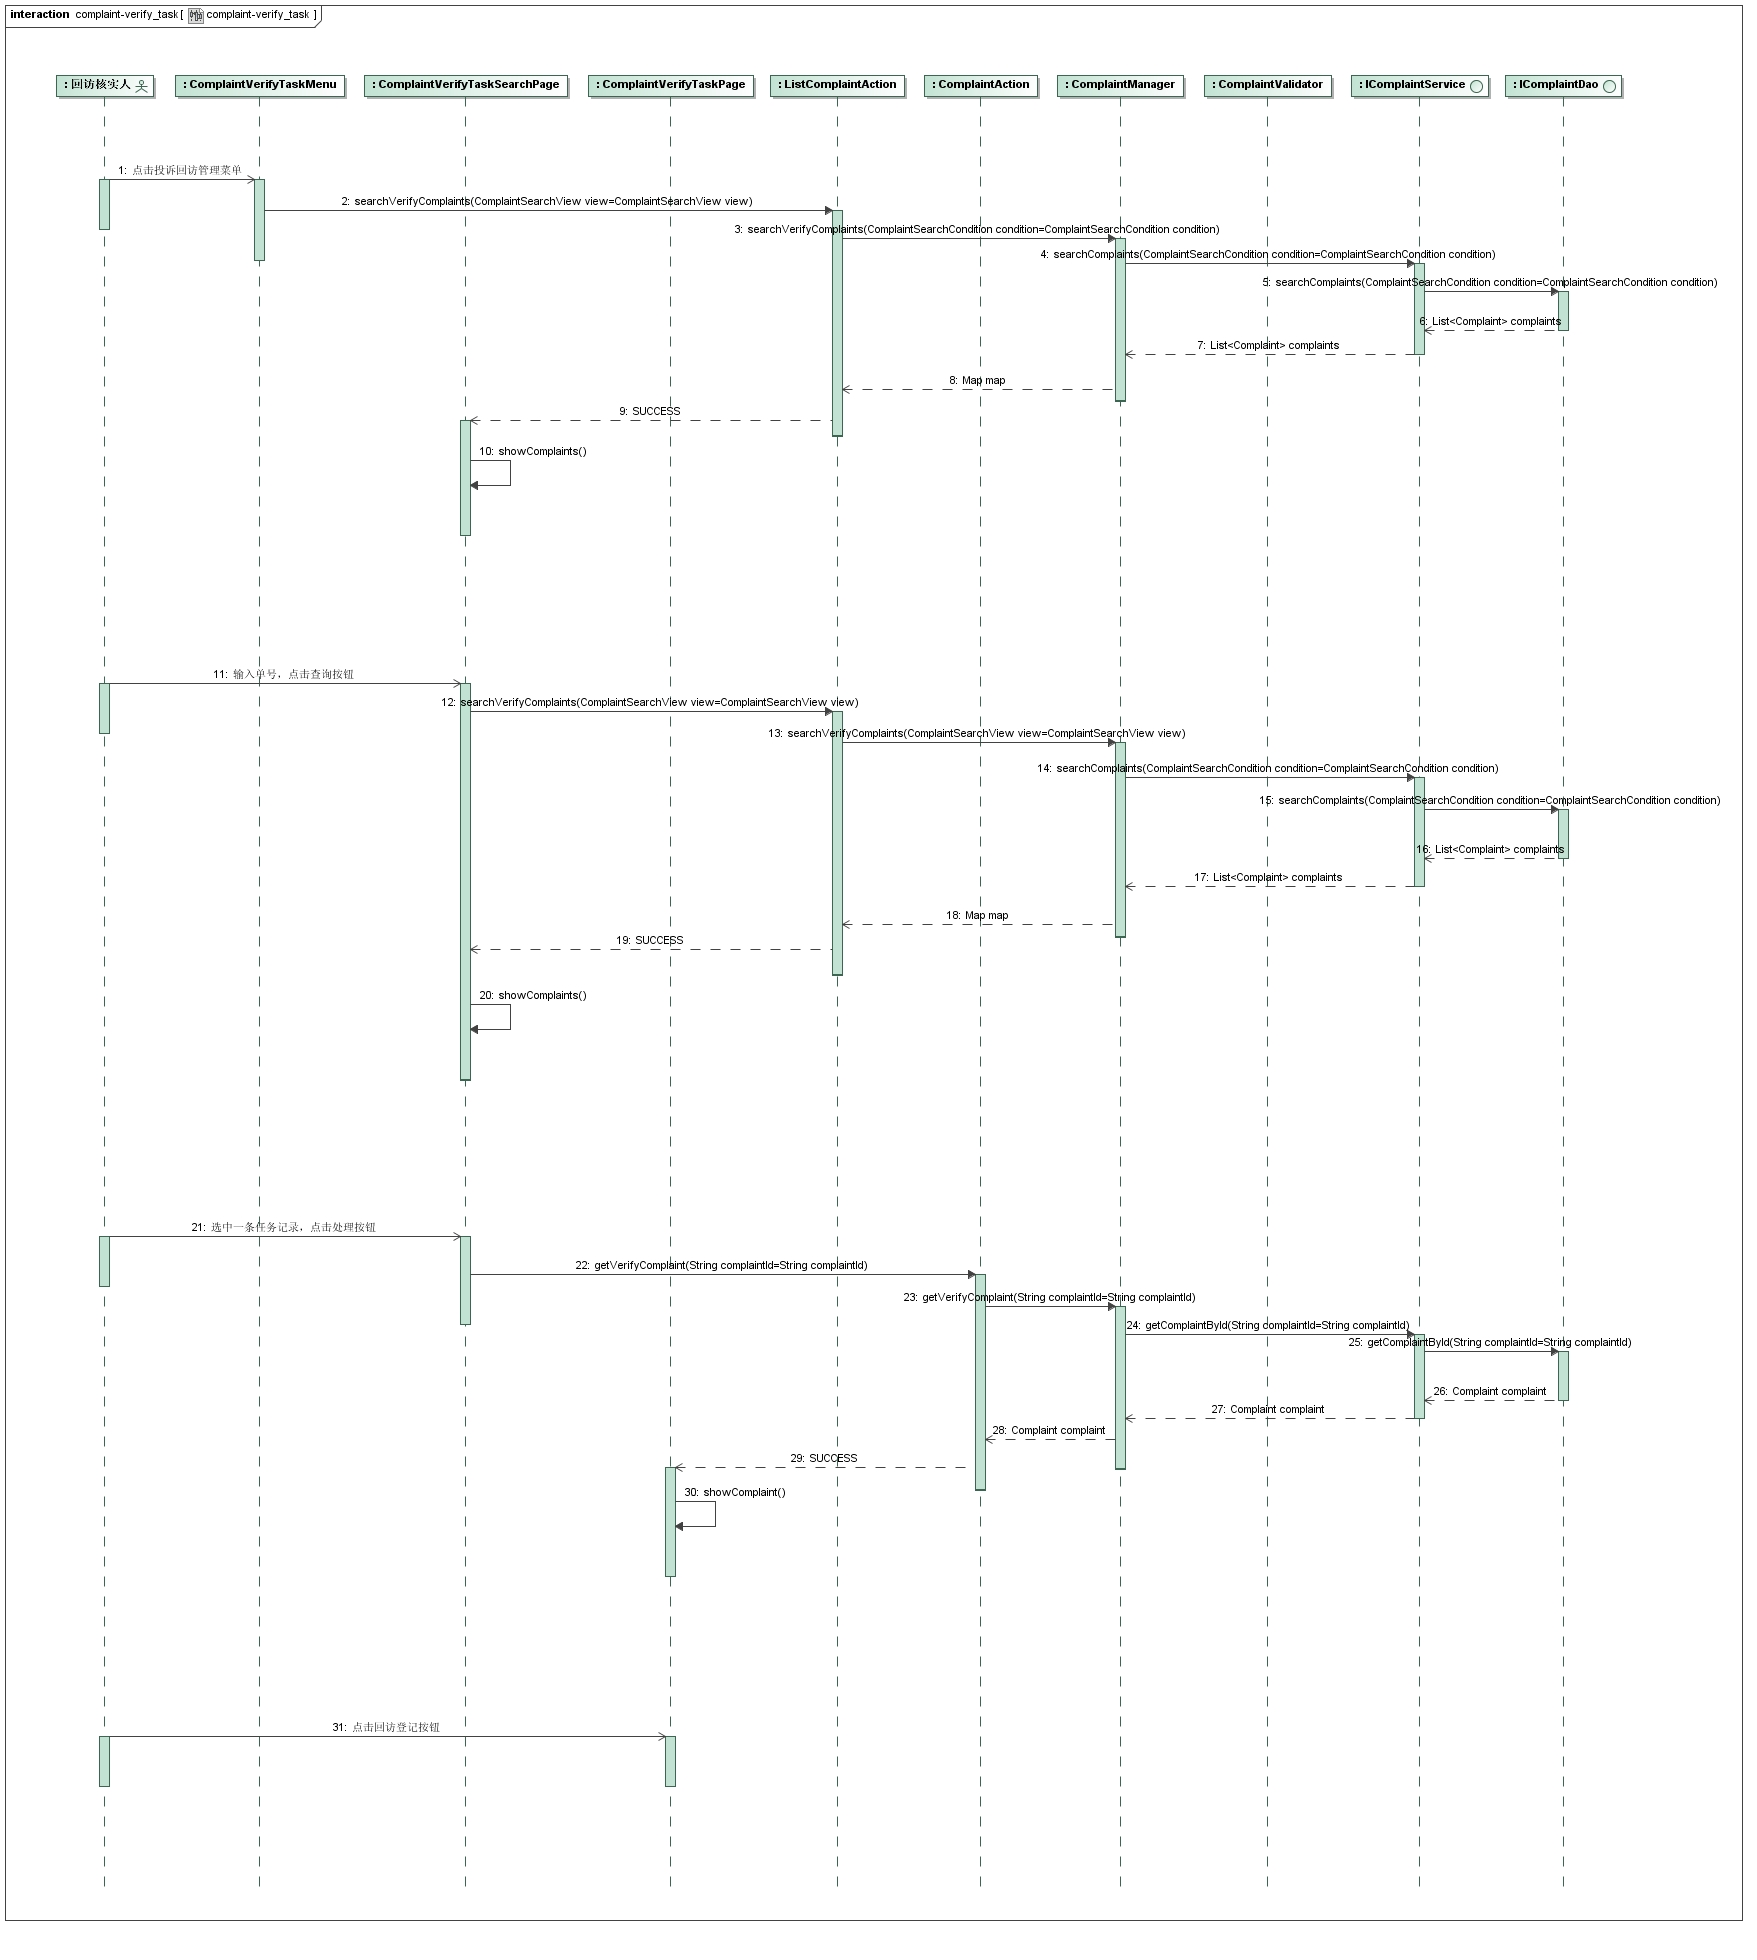 interaction complaint-verify_task [ complaint-verify_task ]
: 回访核实人
: ComplaintVerifyTaskMenu
: ComplaintVerifyTaskSearchPage
: ComplaintVerifyTaskPage
: ListComplaintAction
: ComplaintAction
: ComplaintManager
: ComplaintValidator
: IComplaintService
: IComplaintDao
1: 点击投诉回访管理菜单
2: searchVerifyComplaints(ComplaintSearchView view=ComplaintSearchView view)
3: searchVerifyComplaints(ComplaintSearchCondition condition=ComplaintSearchCondition condition)
4: searchComplaints(ComplaintSearchCondition condition=ComplaintSearchCondition condition)
5: searchComplaints(ComplaintSearchCondition condition=ComplaintSearchCondition condition)
6: List<Complaint> complaints
7: List<Complaint> complaints
8: Map map
9: SUCCESS
10: showComplaints()
11: 输入单号，点击查询按钮
12: searchVerifyComplaints(ComplaintSearchView view=ComplaintSearchView view)
13: searchVerifyComplaints(ComplaintSearchView view=ComplaintSearchView view)
14: searchComplaints(ComplaintSearchCondition condition=ComplaintSearchCondition condition)
15: searchComplaints(ComplaintSearchCondition condition=ComplaintSearchCondition condition)
16: List<Complaint> complaints
17: List<Complaint> complaints
18: Map map
19: SUCCESS
20: showComplaints()
21: 选中一条任务记录，点击处理按钮
22: getVerifyComplaint(String complaintId=String complaintId)
23: getVerifyComplaint(String complaintId=String complaintId)
24: getComplaintById(String complaintId=String complaintId)
25: getComplaintById(String complaintId=String complaintId)
26: Complaint complaint
27: Complaint complaint
28: Complaint complaint
29: SUCCESS
30: showComplaint()
31: 点击回访登记按钮